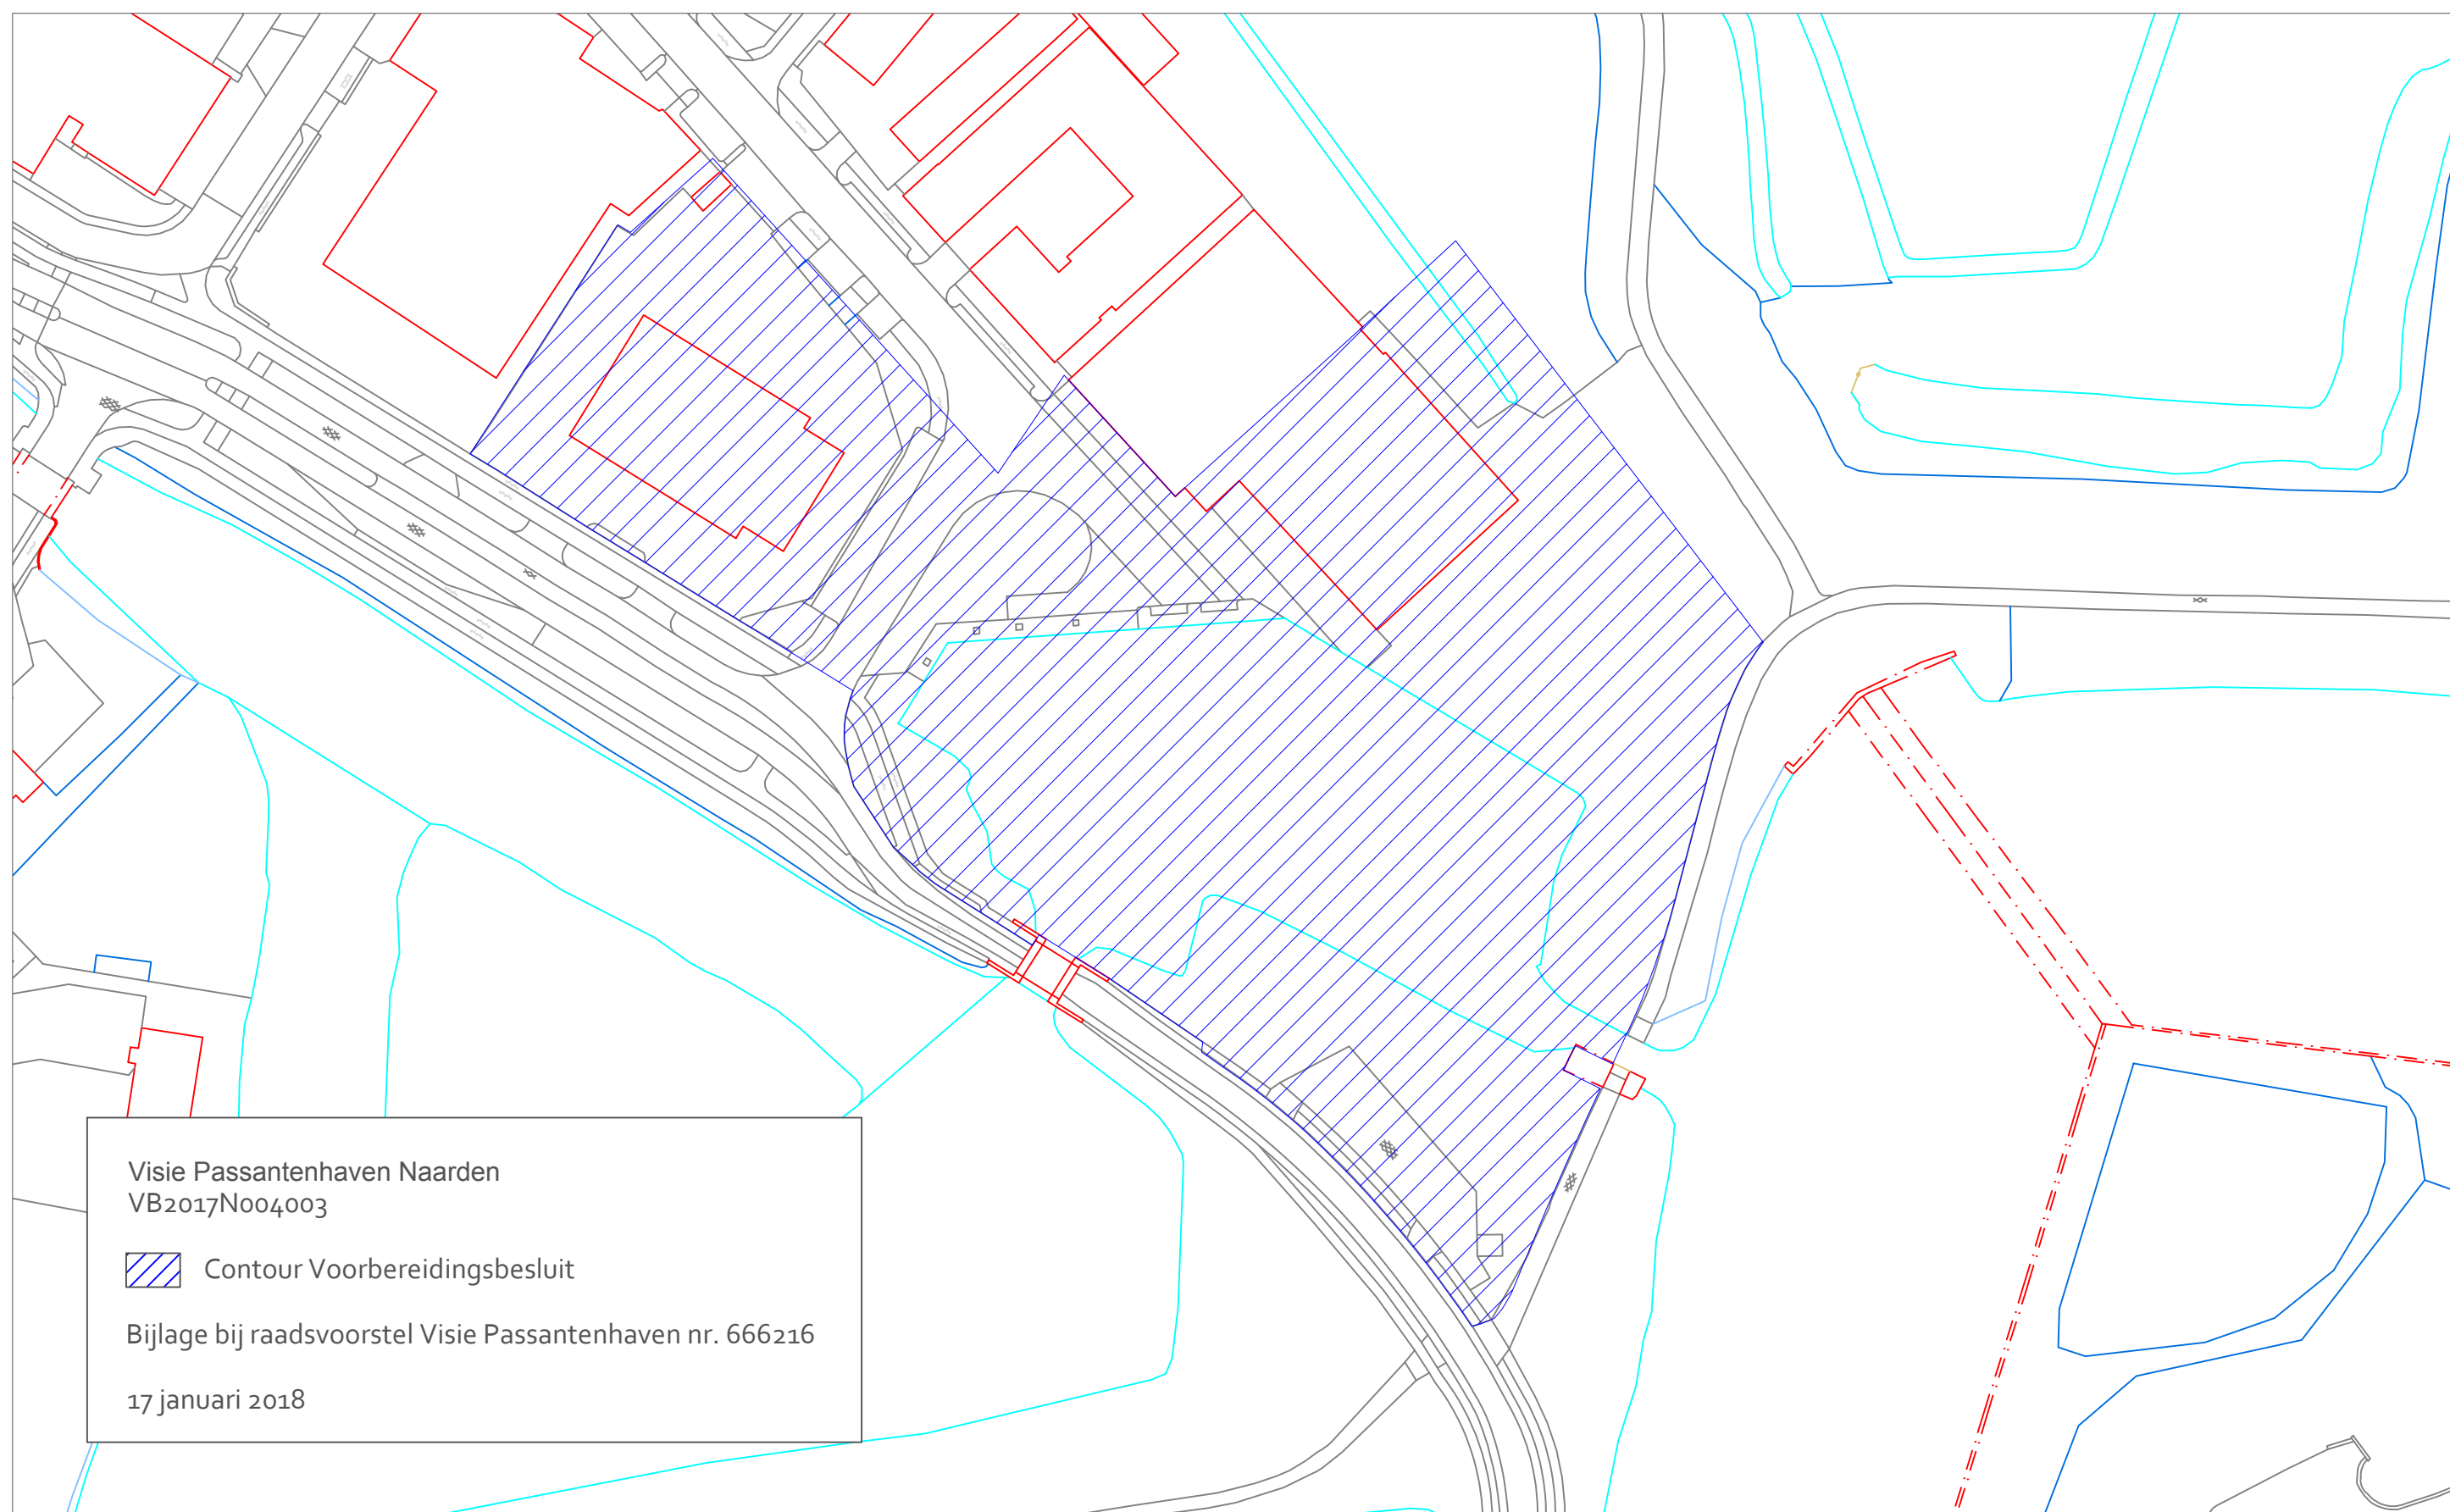 Visie Passantenhaven Naarden
VB2017N004003
Contour Voorbereidingsbesluit
Bijlage bij raadsvoorstel Visie Passantenhaven nr. 666216
17 januari 2018